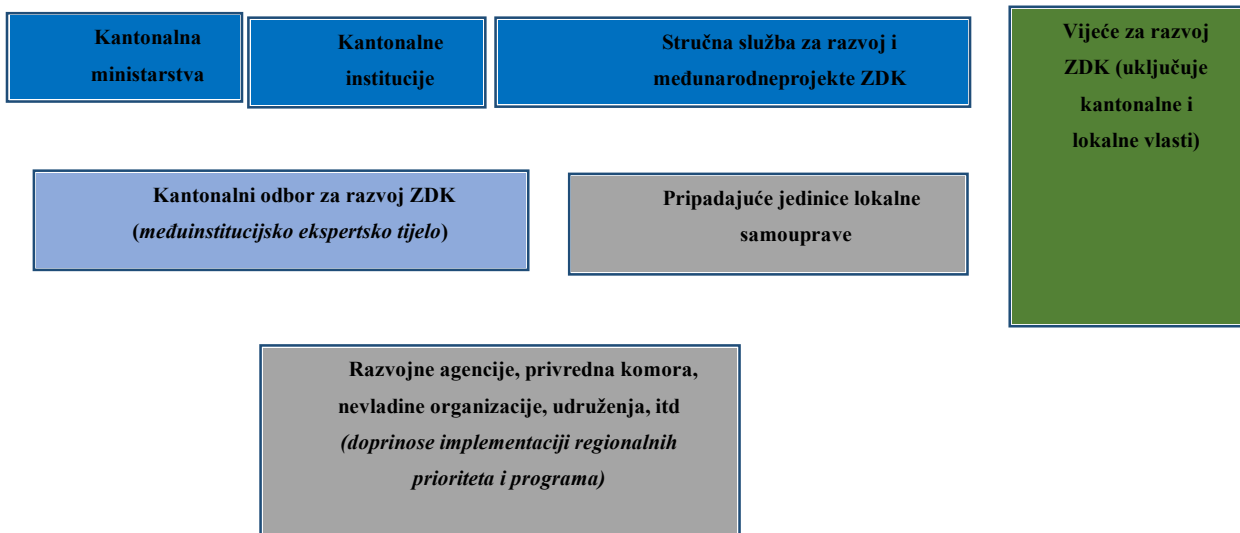 Kantonalna
ministarstva
Kantonalne
institucije
Stručna služba za razvoj i
međunarodneprojekte ZDK
Vijeće za razvoj
ZDK (uključuje
kantonalne i
lokalne vlasti)
Kantonalni odbor za razvoj ZDK
(međuinstitucijsko ekspertsko tijelo)
Pripadajuće jedinice lokalne
samouprave
Razvojne agencije, privredna komora,
nevladine organizacije, udruženja, itd
(doprinose implementaciji regionalnih
prioriteta i programa)